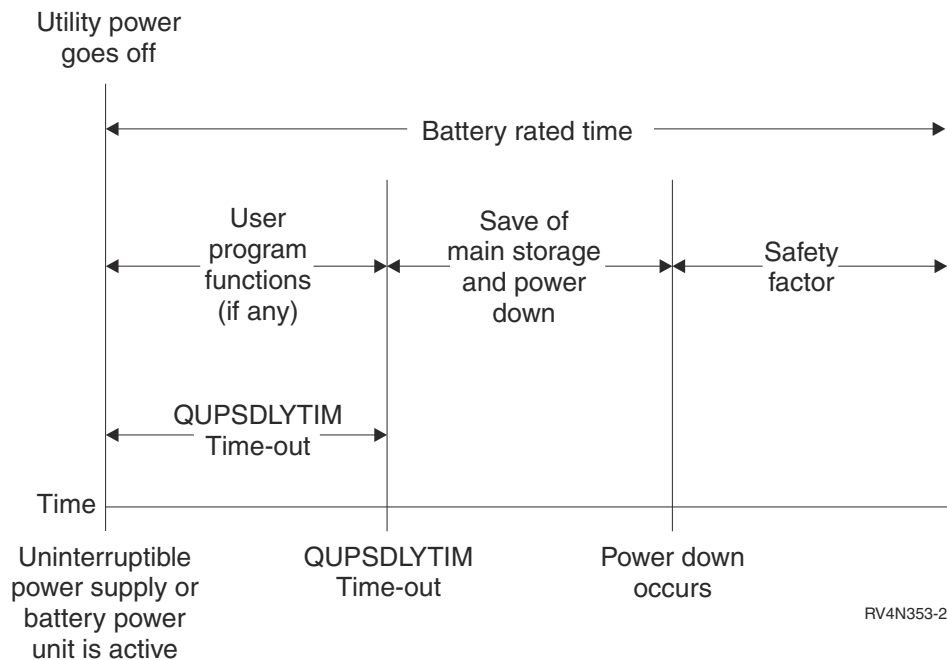 Utility power
goes off
Battery rated time
User
program
functions
(if any)
Save of
main storage
and power
down
Safety
factor
QUPSDLYTIM
Time-out
Time
Uninterruptible
power supply or
battery power
unit is active
QUPSDLYTIM
Time-out
Power down
occurs
RV4N353-2